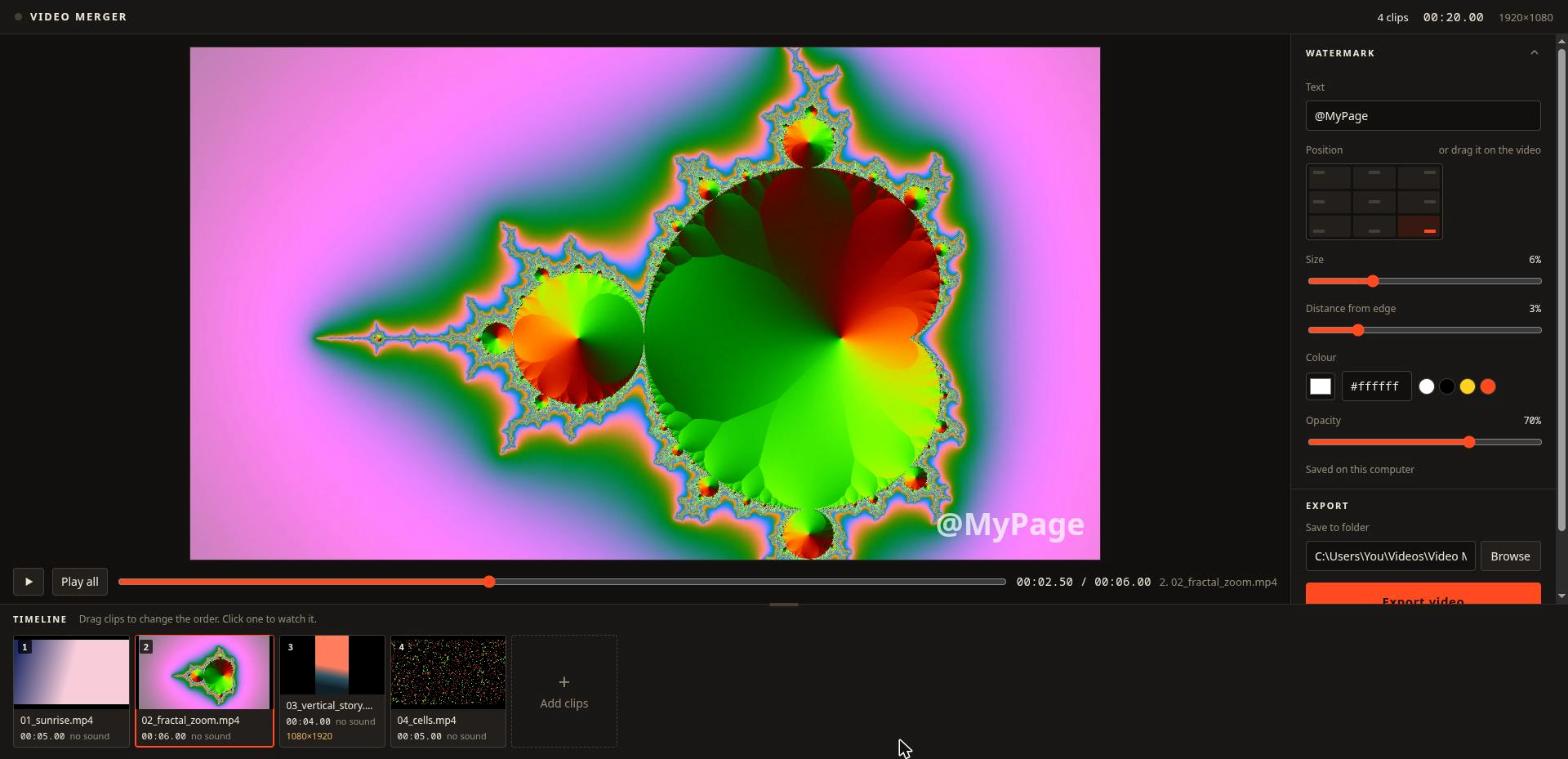 VIDEO MERGER
4 clips 00:20.00 1920×1080
WATERMARK
Text
@MyPage
Position or drag it on the video
Size 6%
Distance from edge 3%
Colour
#ffffff
Opacity 70%
Saved on this computer
EXPORT
Save to folder
C:\Users\You\Videos\Video M
Browse
Export video
@MyPage
Play all
00:02.50 / 00:06.00 2. 02_fractal_zoom.mp4
TIMELINE Drag clips to change the order. Click one to watch it.
1
01_sunrise.mp4
00:05.00 no sound
2
02_fractal_zoom.mp4
00:06.00 no sound
3
03_vertical_story....
00:04.00 no sound
1080×1920
4
04_cells.mp4
00:05.00 no sound
+
Add clips